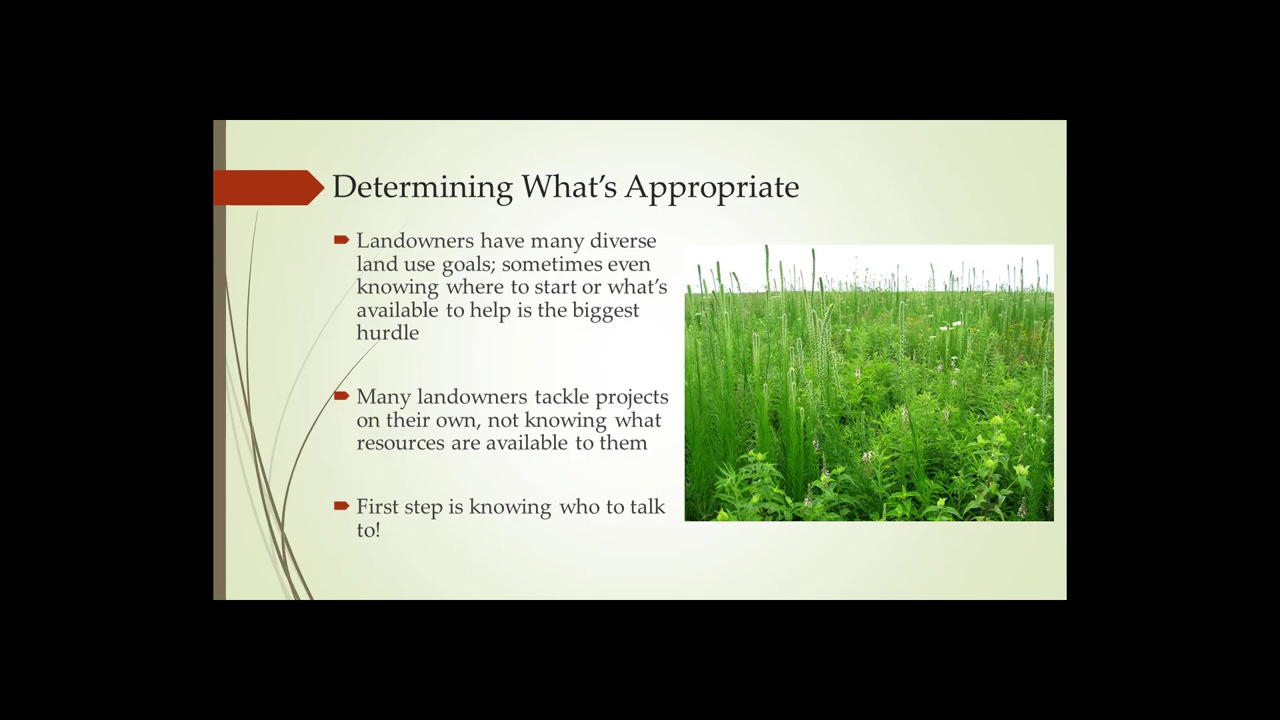 Determining What’s Appropriate
Landowners have many diverse
land use goals; sometimes even
knowing where to start or what’s
available to help is the biggest
hurdle
Many landowners tackle projects
on their own, not knowing what
resources are available to them
First step is knowing who to talk
to!